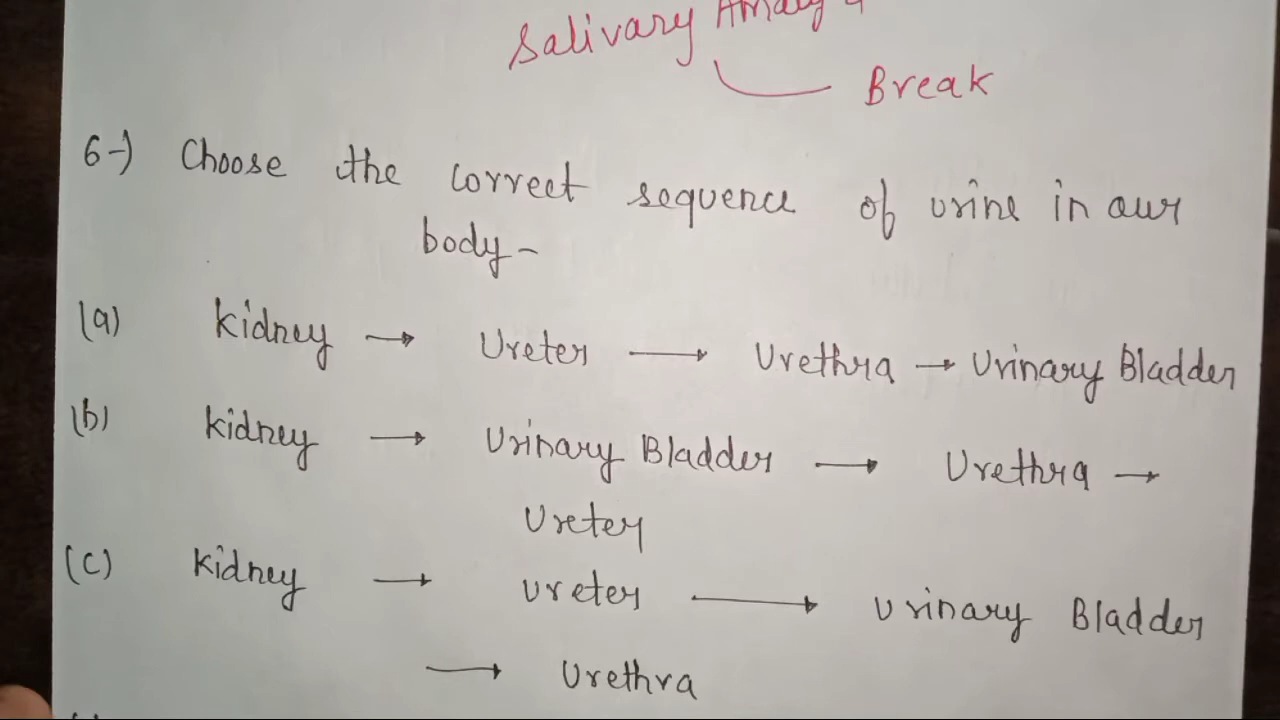 Salivary
Break
6-) Choose the correct sequence of urine in our
body-
(a) kidney → Ureter → Urethra → Urinary Bladder
(b) kidney → Urinary Bladder → Urethra →
Ureter
(c) kidney → ureter → urinary Bladder
→ Urethra